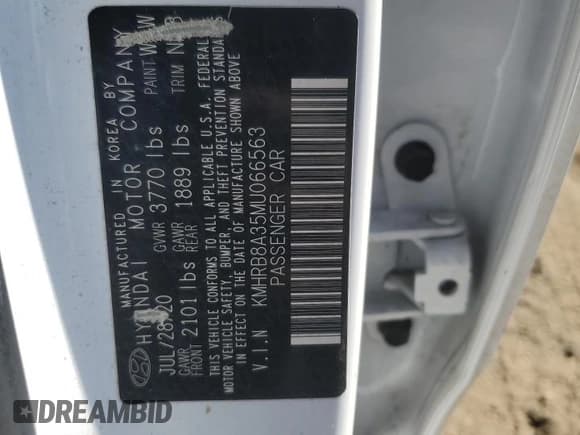 MANUFACTURED IN KOREA BY
HYUNDAI MOTOR COMPANY
JUL/28/20 GVWR 3770 lbs PAINT
GAWR FRONT 2101 lbs GAWR REAR 1889 lbs TRIM
THIS VEHICLE CONFORMS TO ALL APPLICABLE U.S.A. FEDERAL
MOTOR VEHICLE SAFETY, BUMPER, AND THEFT PREVENTION STANDARDS
IN EFFECT ON THE DATE OF MANUFACTURE SHOWN ABOVE
V.I.N KMHRB8A35MU066563
PASSENGER CAR
DREAMBID